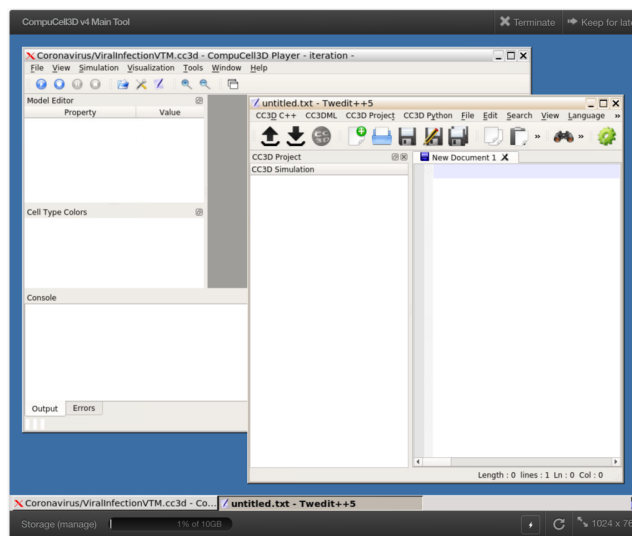 CompuCell3D v4 Main Tool
Terminate
Keep for
Coronavirus/ViralInfectionVTM.cc3d - CompuCell3D Player - iteration -
File View Simulation Visualization Tools Window Help
Model Editor
Property Value
Cell Type Colors
Console
Output Errors
untitled.txt - Twedit++5
CC3D C++ CC3DML CC3D Project CC3D Python File Edit Search View Language »
CC3D Project
CC3D Simulation
New Document 1
Length : 0 lines : 1 Ln : 0 Col : 0
Coronavirus/ViralInfectionVTM.cc3d - Co...
untitled.txt - Twedit++5
Storage (manage)
1% of 10GB
1024 x